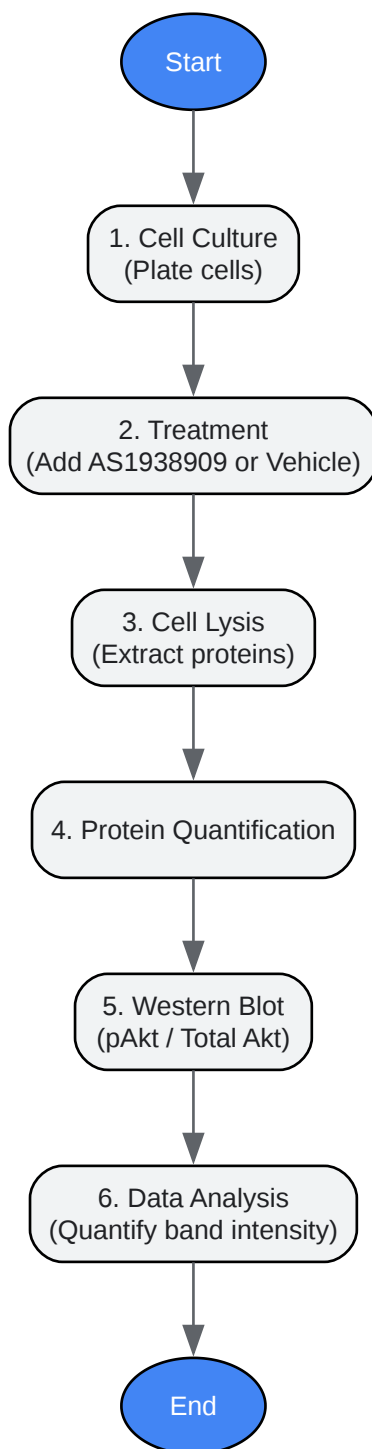 Start
1. Cell Culture
(Plate cells)
2. Treatment
(Add AS1938909 or Vehicle)
3. Cell Lysis
(Extract proteins)
4. Protein Quantification
5. Western Blot
(pAkt / Total Akt)
6. Data Analysis
(Quantify band intensity)
End